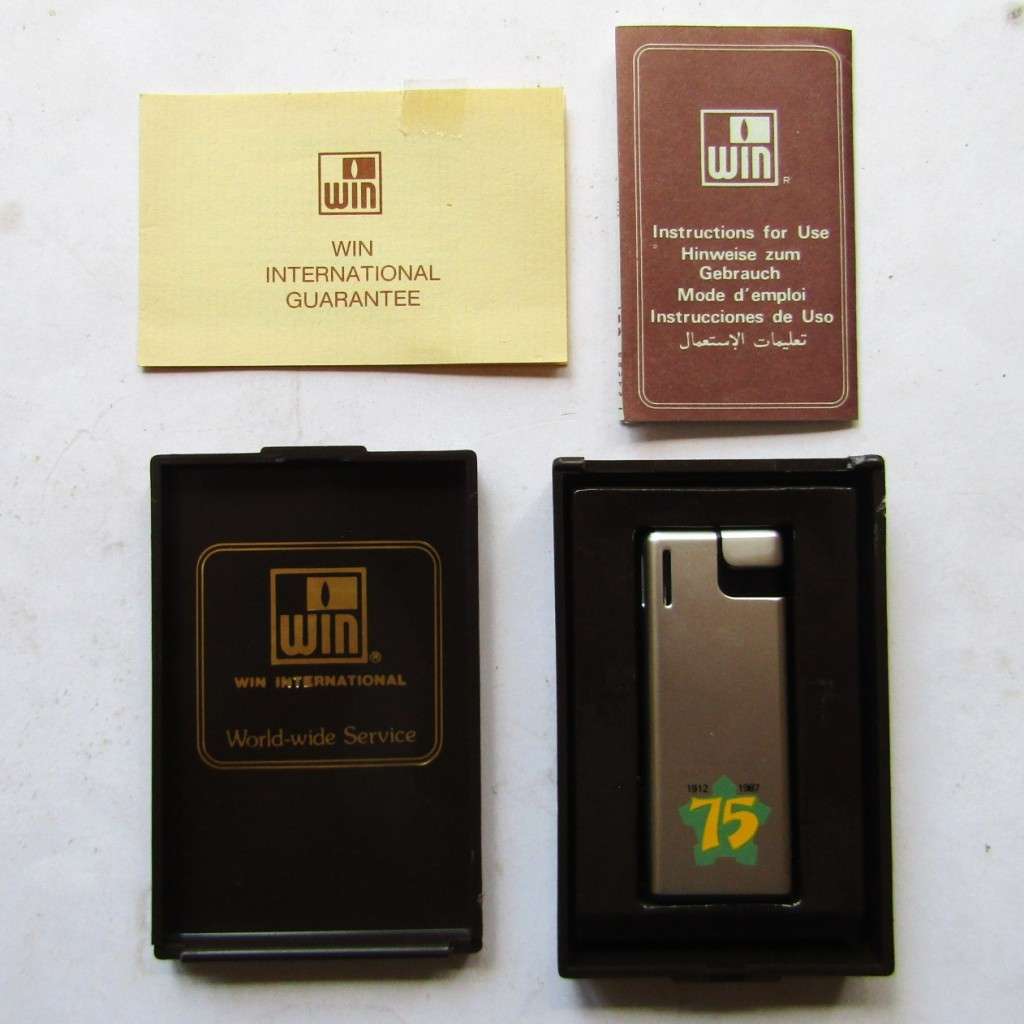 WIN
WIN
INTERNATIONAL
GUARANTEE
WIN
R
Instructions for Use
Hinweise zum
Gebrauch
Mode d'emploi
Instrucciones de Uso
تعليمات الإستعمال
WIN
®
WIN INTERNATIONAL
World-wide Service
1912 1987
75